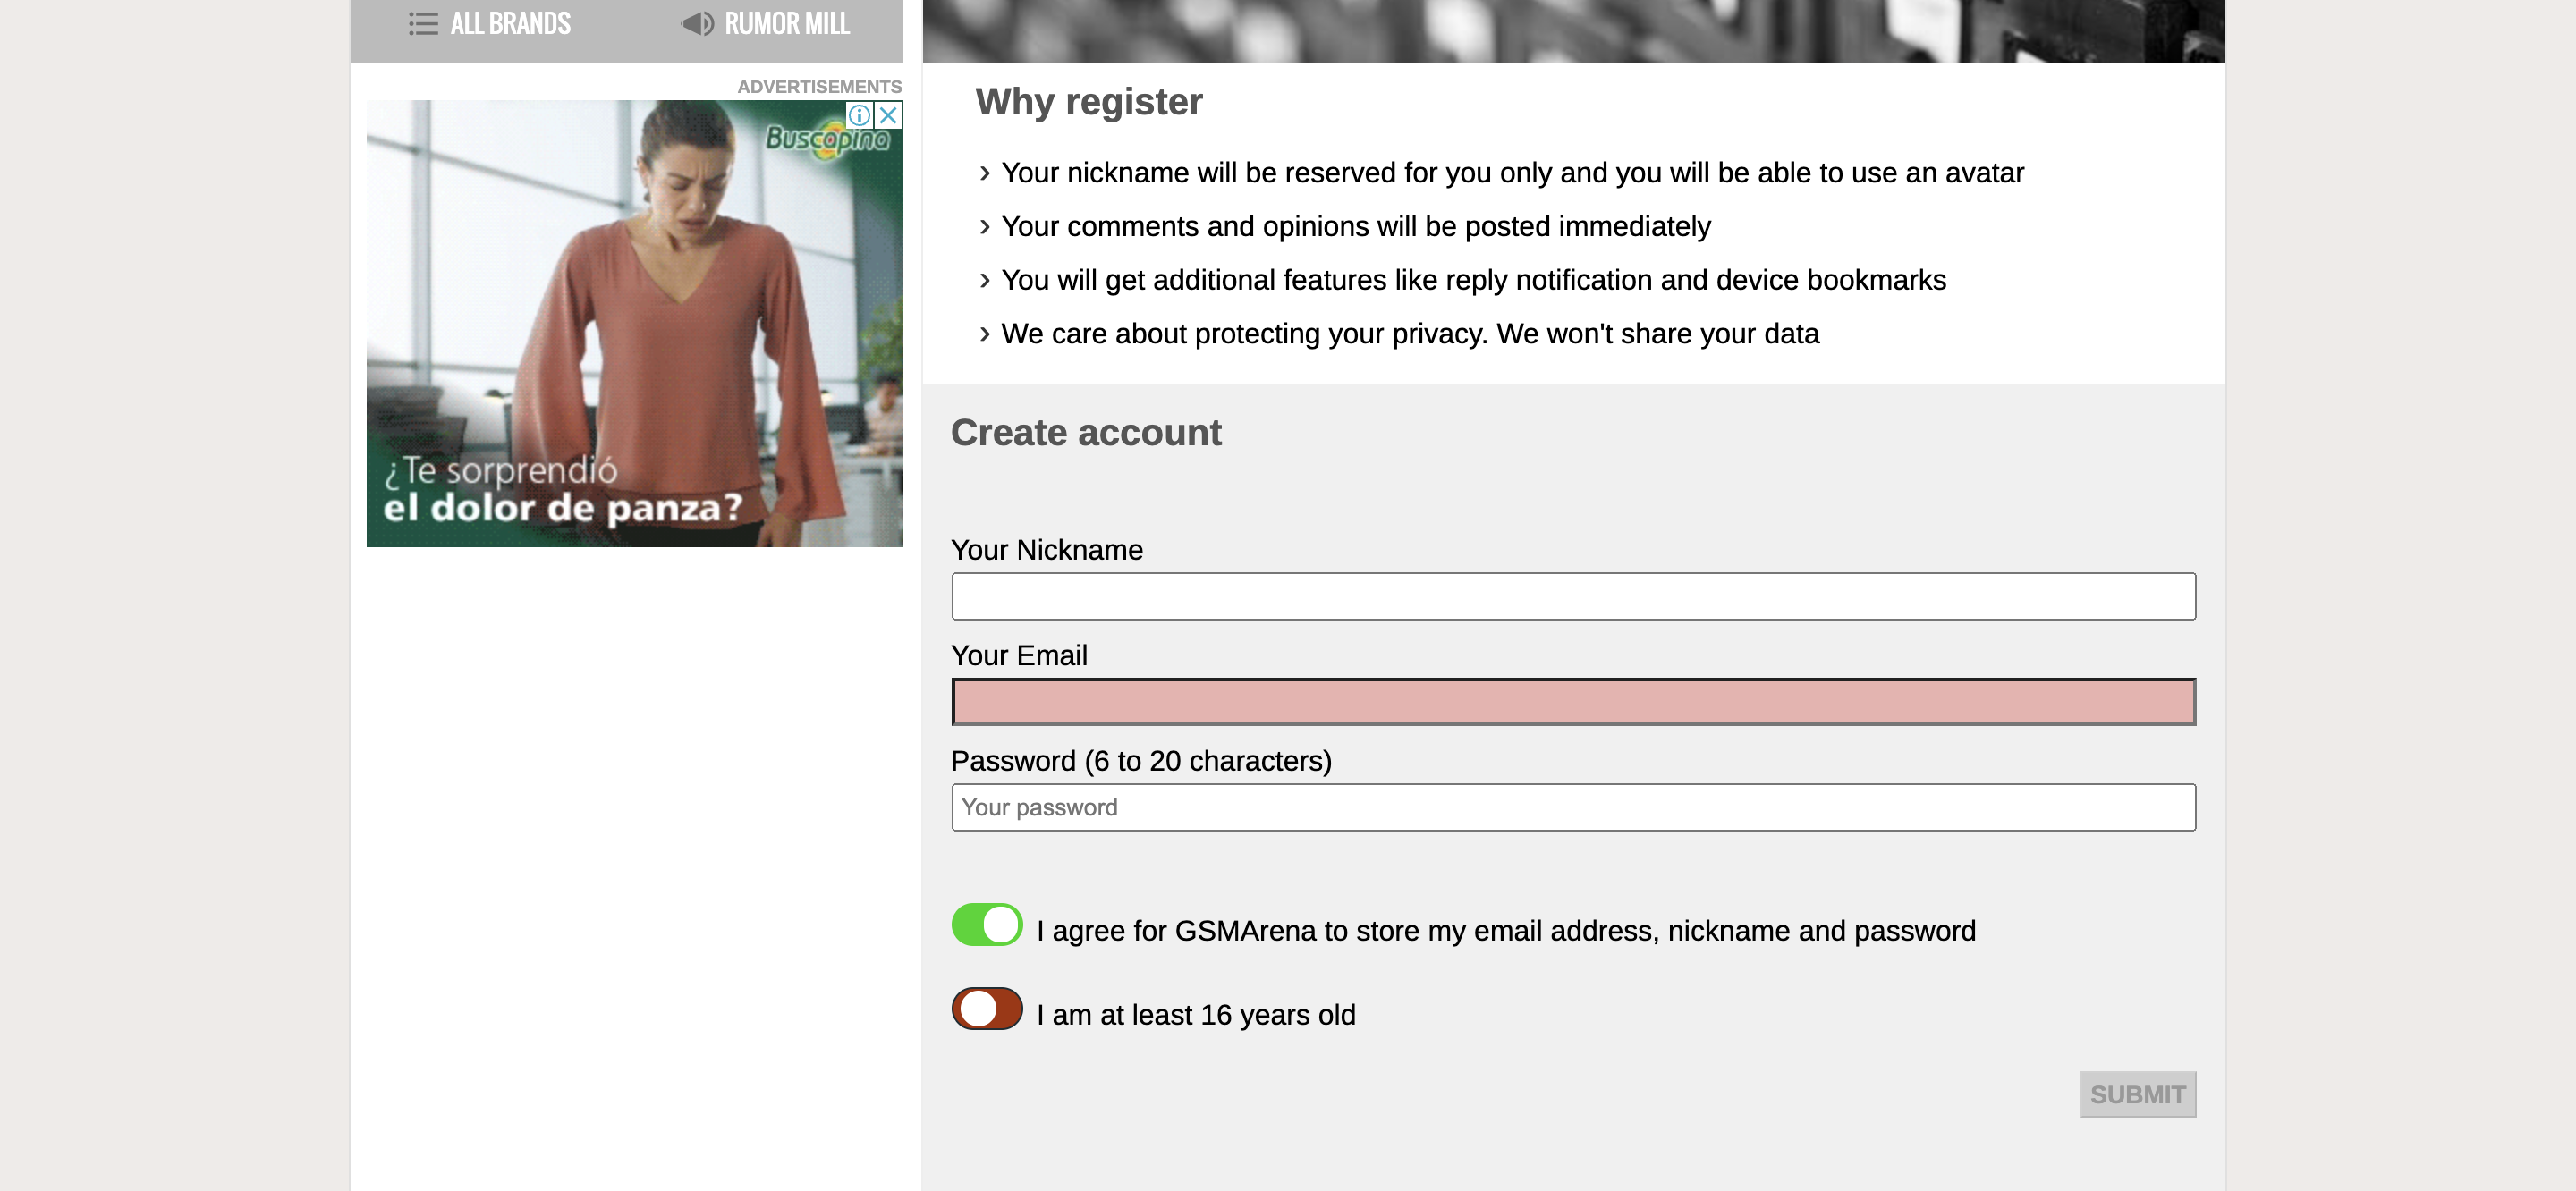 ALL BRANDS
RUMOR MILL
ADVERTISEMENTS
Buscapina
¿Te sorprendió
el dolor de panza?
Why register
Your nickname will be reserved for you only and you will be able to use an avatar
Your comments and opinions will be posted immediately
You will get additional features like reply notification and device bookmarks
We care about protecting your privacy. We won't share your data
Create account
Your Nickname
Your Email
Password (6 to 20 characters)
Your password
I agree for GSMArena to store my email address, nickname and password
I am at least 16 years old
SUBMIT